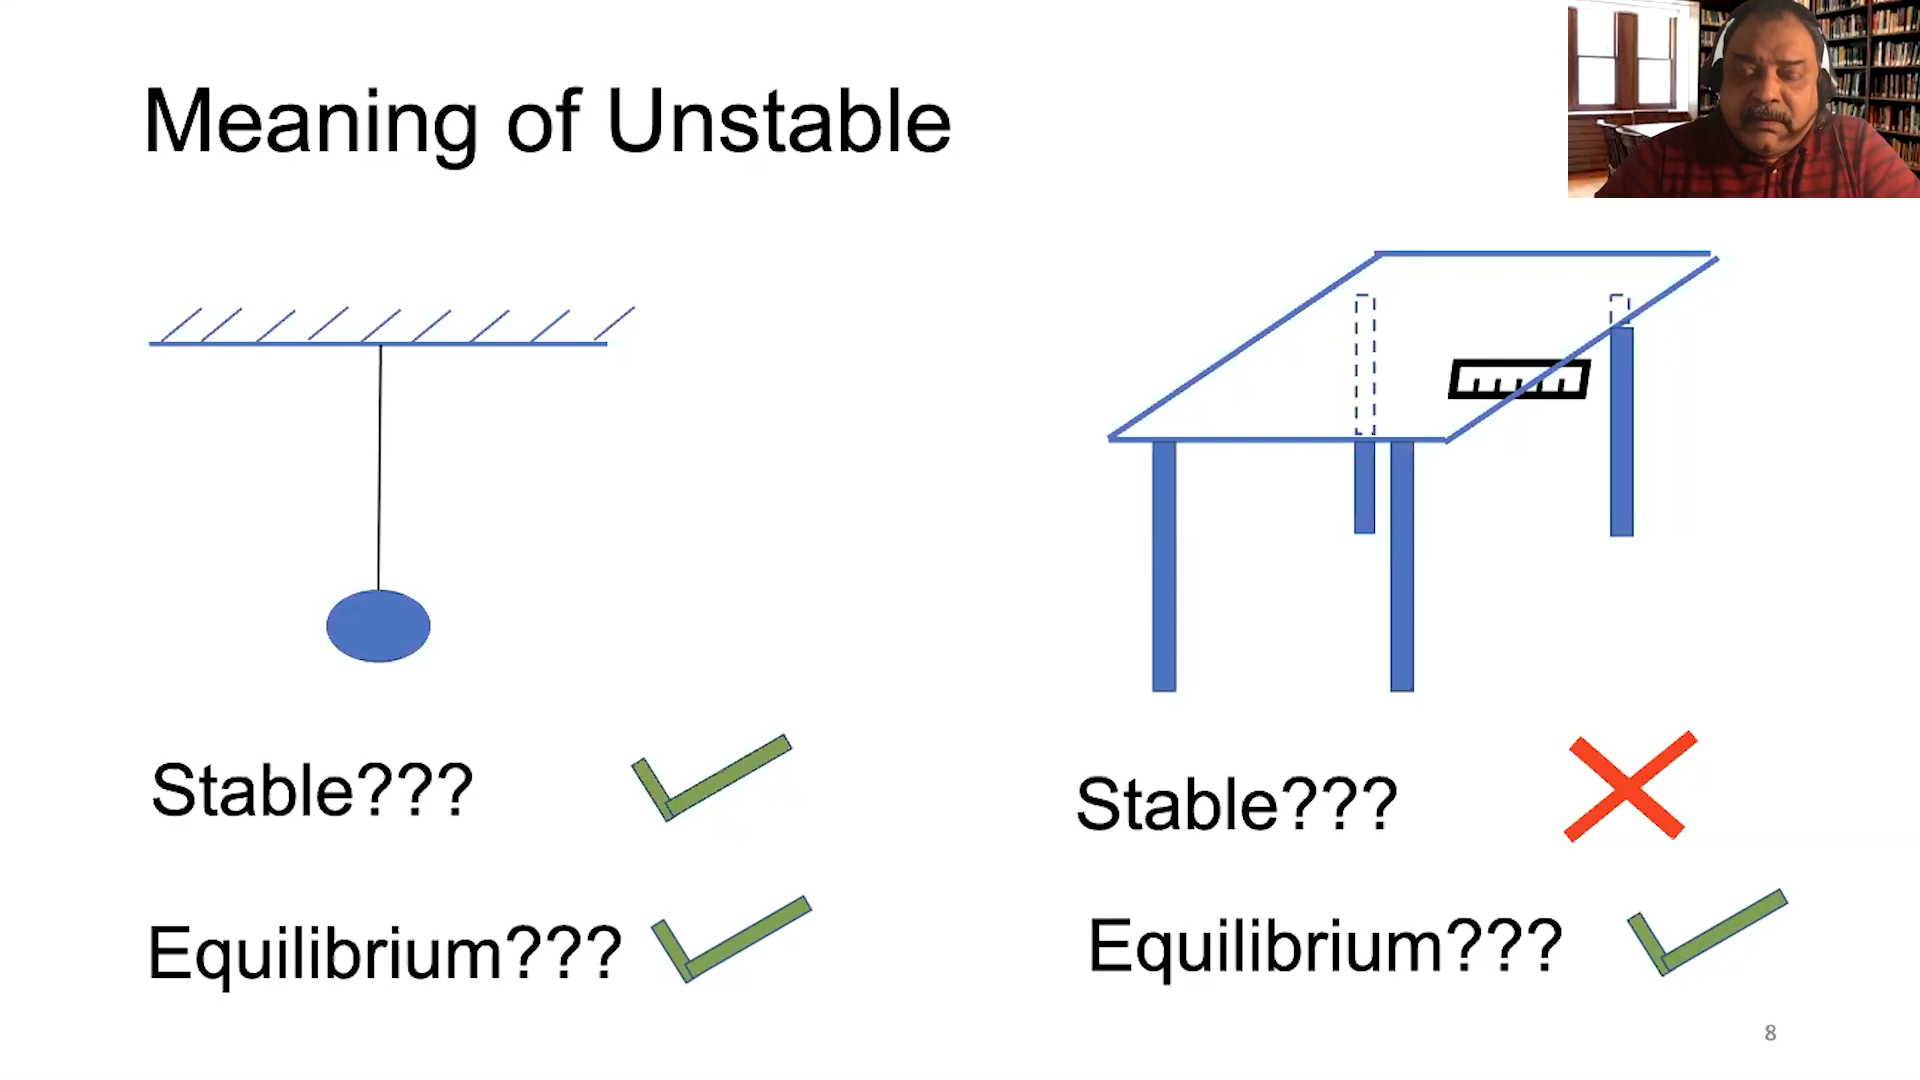 Meaning of Unstable
Stable???
Equilibrium???
Stable???
Equilibrium???
8